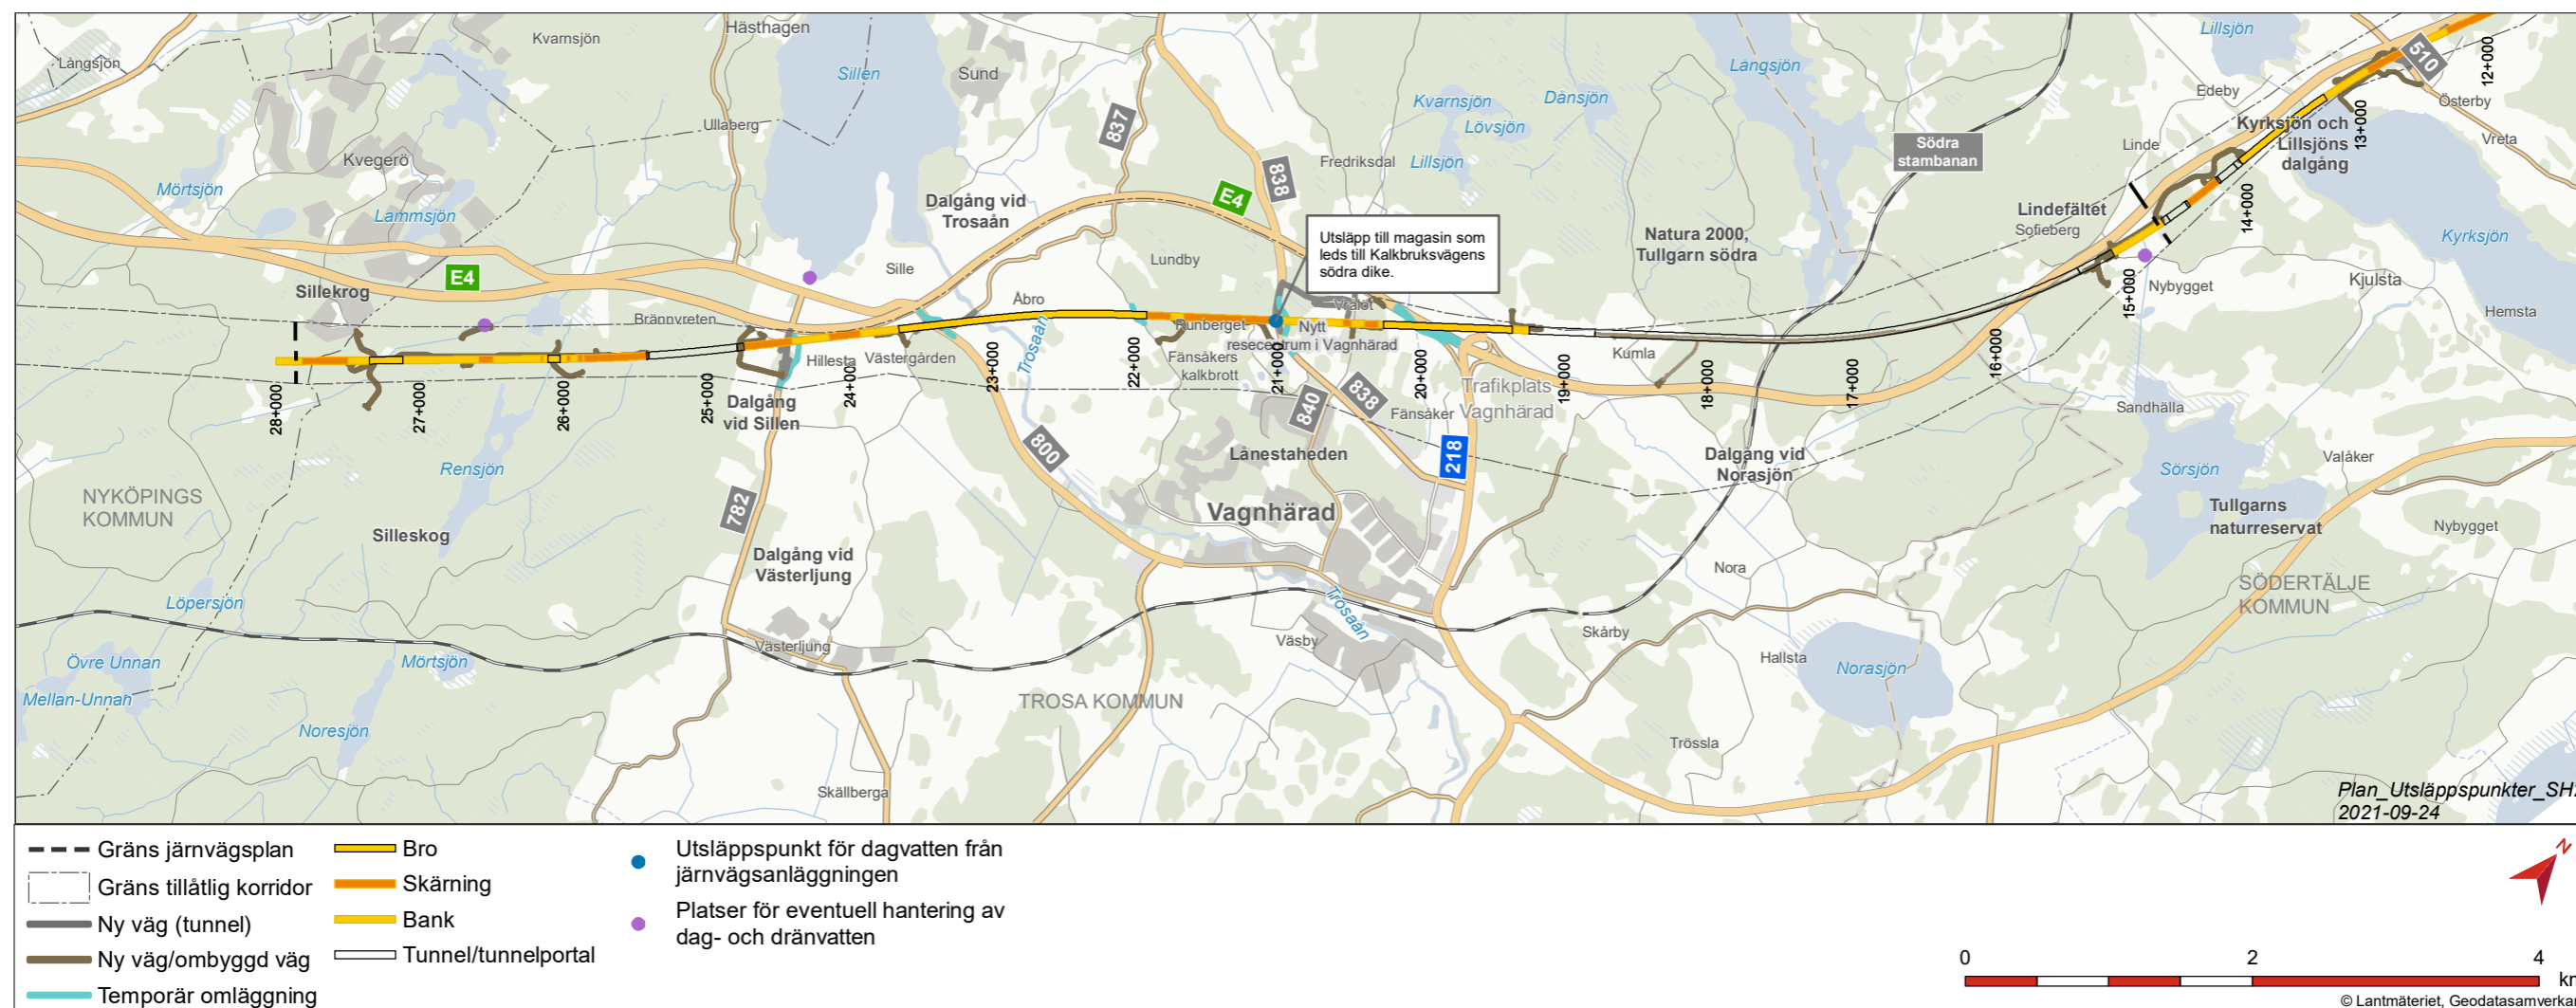 Långsjön
Kvarnsjön
Hästhagen
Sillen
Sund
Ullaberg
Kvegerö
Mörtsjön
Lammsjön
837
838
E4
Dalgång vid
Trosaån
Fredriksdal
Kvarnsjön
Lövsjön
Lillsjön
Dånsjön
Långsjön
Södra
stambanan
Lillsjön
510
12+000
Edeby
Österby
13+000
Vreta
Linde
Kyrksjön och
Lillsjöns
dalgång
14+000
Kyrksjön
Lindefältet
Sofieberg
Natura 2000,
Tullgarn södra
Utsläpp till magasin som
leds till Kalkbruksvägens
södra dike.
Lundby
Sille
Åbro
E4
Sillekrog
Brännvreten
Hillesta
Västergården
Trosaån
Runberget
Fänsåkers
kalkbrott
Nytt
resecentrum i Vagnhärad
Kumla
Nybygget
Kjulsta
Hemsta
15+000
16+000
17+000
18+000
19+000
20+000
21+000
22+000
23+000
24+000
25+000
26+000
27+000
28+000
Dalgång
vid Sillen
Trafikplats
Vagnhärad
838
840
Fänsåker
218
800
782
Lånestaheden
Vagnhärad
Dalgång vid
Norasjön
Sandhälla
Sörsjön
Valåker
Tullgarns
naturreservat
Nybygget
Rensjön
NYKÖPINGS
KOMMUN
Silleskog
Dalgång vid
Västerljung
Nora
SÖDERTÄLJE
KOMMUN
Löpersjön
Övre Unnan
Mellan-Unnan
Mörtsjön
Noresjön
Västerljung
Trosaån
Väsby
Skårby
Hallsta
Norasjön
TROSA KOMMUN
Trössla
Skällberga
Plan_Utsläppspunkter_SH
2021-09-24
Gräns järnvägsplan
Gräns tillåtlig korridor
Ny väg (tunnel)
Ny väg/ombyggd väg
Temporär omläggning
Bro
Skärning
Bank
Tunnel/tunnelportal
Utsläppspunkt för dagvatten från
järnvägsanläggningen
Platser för eventuell hantering av
dag- och dränvatten
N
0 2 4
km
© Lantmäteriet, Geodatasamverka